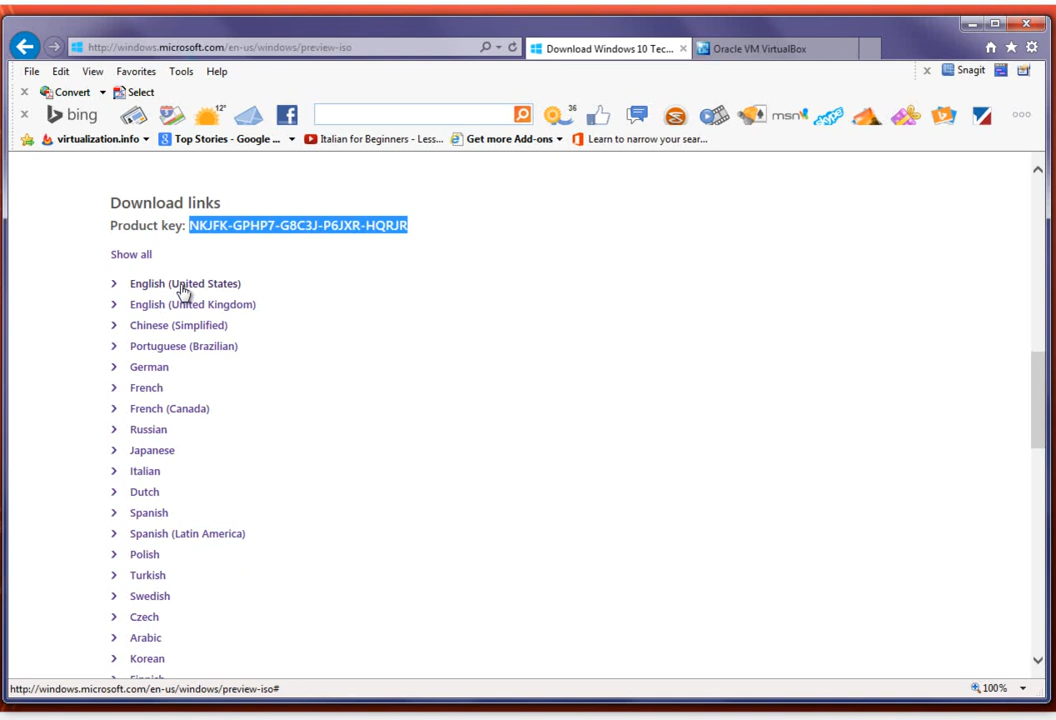 http://windows.microsoft.com/en-us/windows/preview-iso
Download Windows 10 Tec...
Oracle VM VirtualBox
File Edit View Favorites Tools Help
x Snagit
x Convert Select
x bing 12° 36 msn
virtualization.info Top Stories - Google ... Italian for Beginners - Less... Get more Add-ons Learn to narrow your sear...
Download links
Product key: NKJFK-GPHP7-G8C3J-P6JXR-HQRJR
Show all
English (United States)
English (United Kingdom)
Chinese (Simplified)
Portuguese (Brazilian)
German
French
French (Canada)
Russian
Japanese
Italian
Dutch
Spanish
Spanish (Latin America)
Polish
Turkish
Swedish
Czech
Arabic
Korean
http://windows.microsoft.com/en-us/windows/preview-iso#
100%